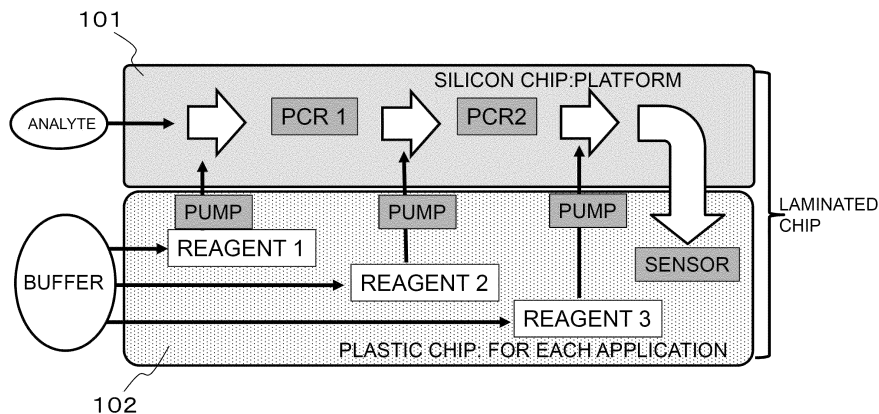 101
SILICON CHIP:PLATFORM
ANALYTE
PCR 1
PCR2
PUMP
PUMP
PUMP
LAMINATED
CHIP
REAGENT 1
BUFFER
REAGENT 2
SENSOR
REAGENT 3
PLASTIC CHIP: FOR EACH APPLICATION
102